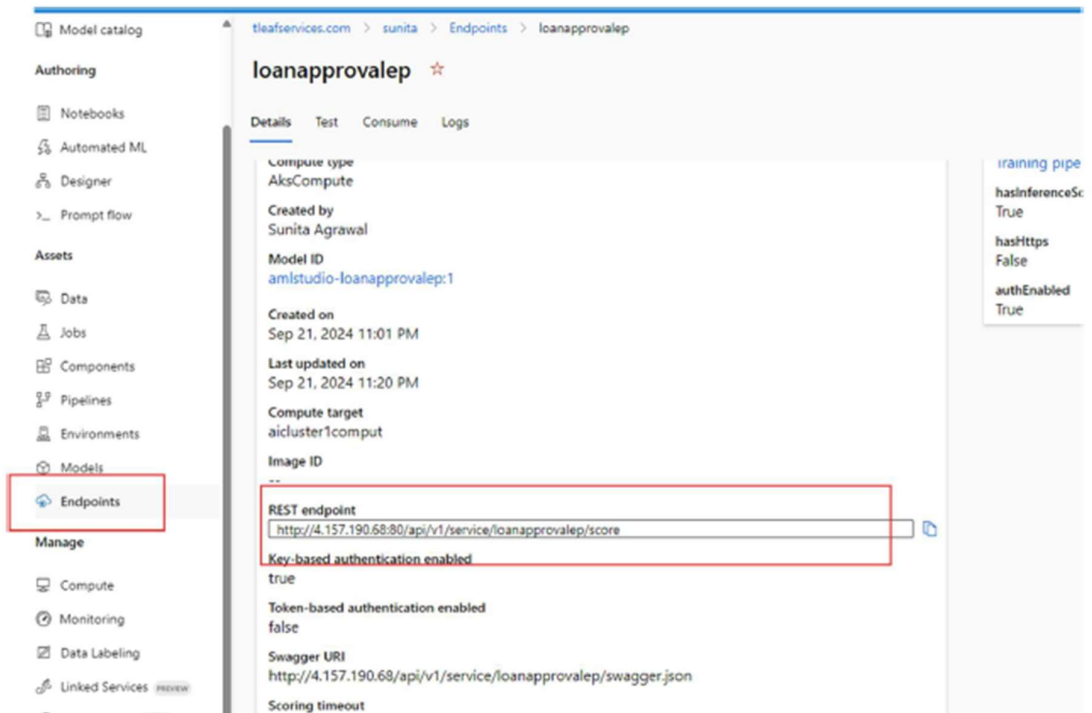 Model catalog
Authoring
Notebooks
Automated ML
Designer
Prompt flow
Assets
Data
Jobs
Components
Pipelines
Environments
Models
Endpoints
Manage
Compute
Monitoring
Data Labeling
Linked Services PREVIEW
tleafservices.com > sunita > Endpoints > loanapprovalep
loanapprovalep
Details Test Consume Logs
Compute type
AksCompute
Created by
Sunita Agrawal
Model ID
amlstudio-loanapprovalep:1
Created on
Sep 21, 2024 11:01 PM
Last updated on
Sep 21, 2024 11:20 PM
Compute target
aicluster1comput
Image ID
--
REST endpoint
http://4.157.190.68:80/api/v1/service/loanapprovalep/score
Key-based authentication enabled
true
Token-based authentication enabled
false
Swagger URI
http://4.157.190.68/api/v1/service/loanapprovalep/swagger.json
Scoring timeout
Training pipe
hasInferenceSc
True
hasHttps
False
authEnabled
True